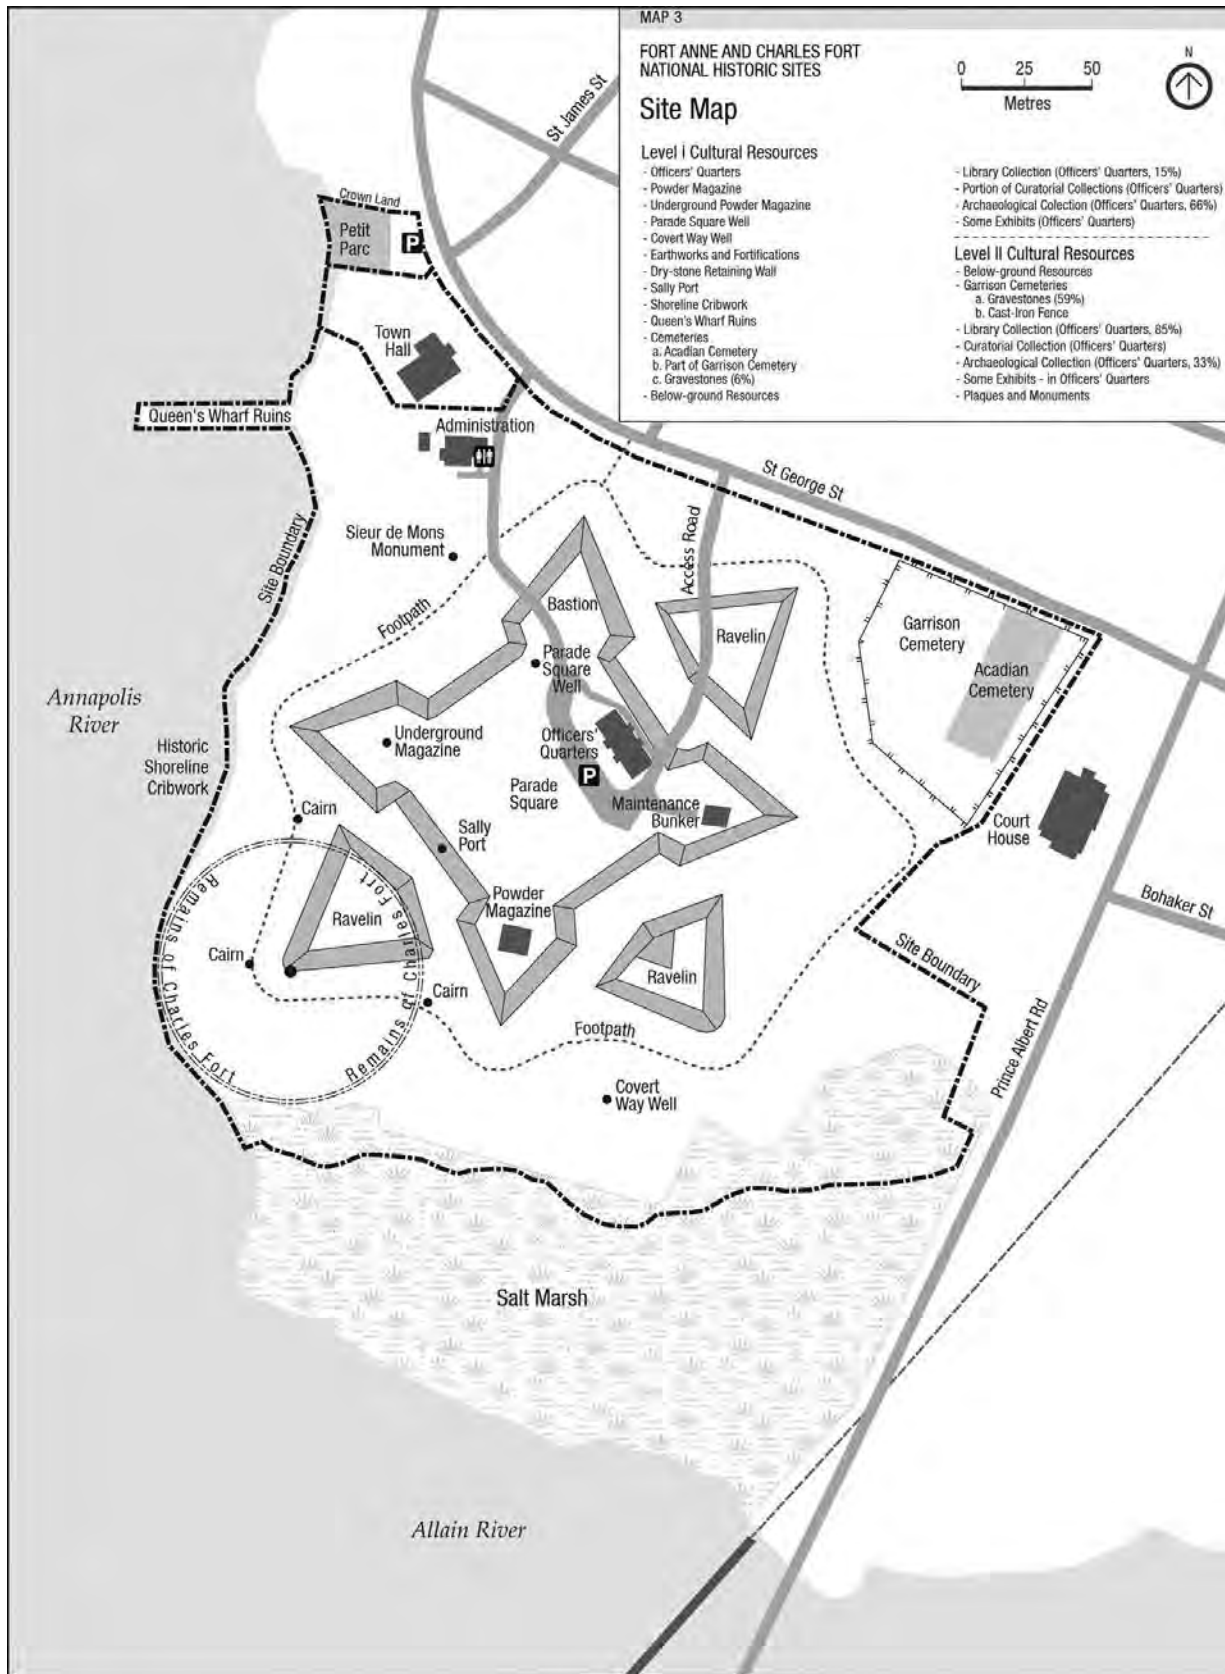 MAP 3
FORT ANNE AND CHARLES FORT
NATIONAL HISTORIC SITES
Site Map
0 25 50
Metres
N
Level I Cultural Resources
- Officers' Quarters
- Powder Magazine
- Underground Powder Magazine
- Parade Square Well
- Covert Way Well
- Earthworks and Fortifications
- Dry-stone Retaining Wall
- Sally Port
- Shoreline Cribwork
- Queen's Wharf Ruins
- Cemeteries
a. Acadian Cemetery
b. Part of Garrison Cemetery
c. Gravestones (6%)
- Below-ground Resources
- Library Collection (Officers' Quarters, 15%)
- Portion of Curatorial Collections (Officers' Quarters)
- Archaeological Colection (Officers' Quarters, 66%)
- Some Exhibits (Officers' Quarters)
Level II Cultural Resources
- Below-ground Resources
- Garrison Cemeteries
a. Gravestones (59%)
b. Cast-Iron Fence
- Library Collection (Officers' Quarters, 85%)
- Curatorial Collection (Officers' Quarters)
- Archaeological Collection (Officers' Quarters, 33%)
- Some Exhibits - in Officers' Quarters
- Plaques and Monuments
St James St
Crown Land
Petit
Parc
P
Town
Hall
Queen's Wharf Ruins
Administration
St George St
Site Boundary
Sieur de Mons
Monument
Access Road
Footpath
Bastion
Ravelin
Garrison
Cemetery
Acadian
Cemetery
Parade
Square
Well
Annapolis
River
Underground
Magazine
Officers'
Quarters
Historic
Shoreline
Cribwork
P
Parade
Square
Maintenance
Bunker
Cairn
Court
House
Sally
Port
Remains of Charles Fort
Remains of Charles Fort
Ravelin
Powder
Magazine
Bohaker St
Cairn
Site Boundary
Ravelin
Cairn
Footpath
Prince Albert Rd
Covert
Way Well
Salt Marsh
Allain River